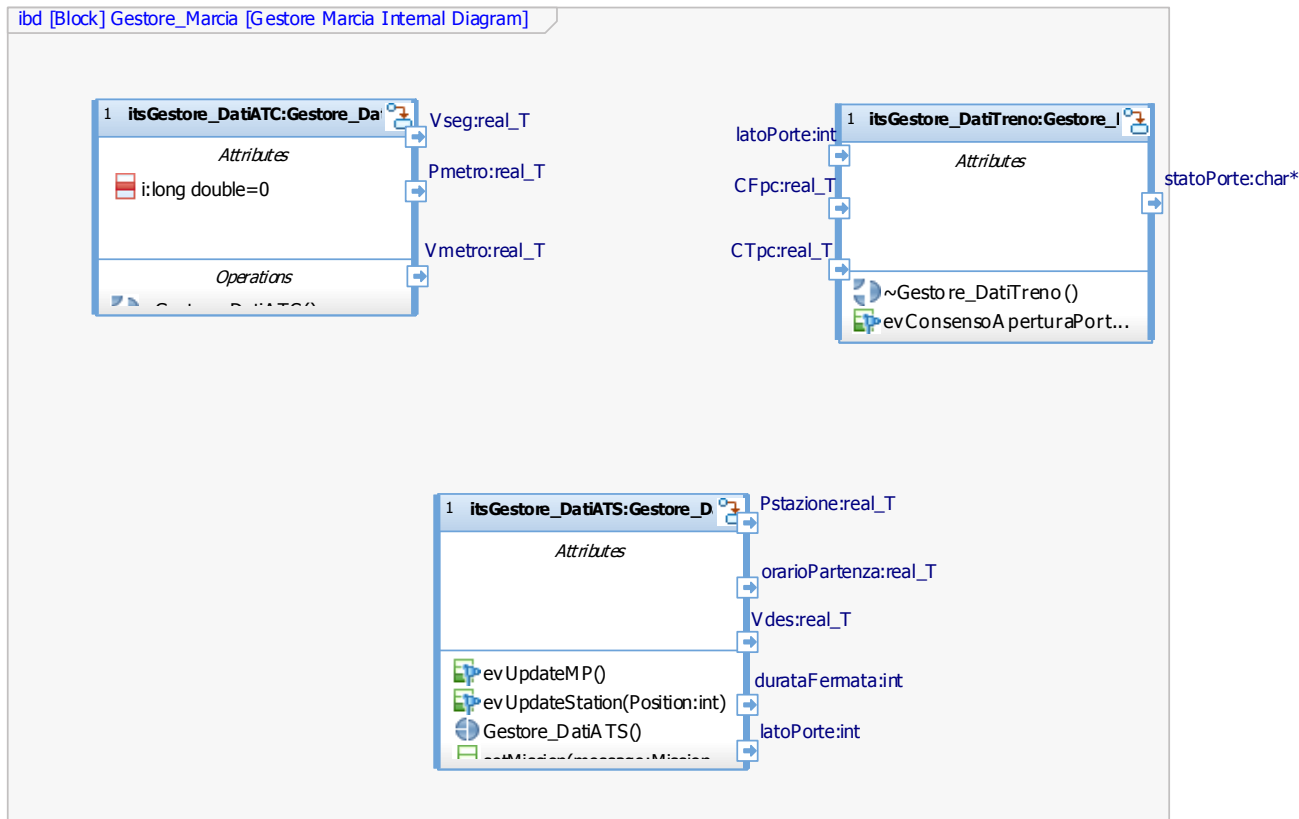 ibd [Block] Gestore_Marcia [Gestore Marcia Internal Diagram]
1 itsGestore_DatiATC:Gestore_Da
Attributes
i:long double=0
Operations
Vseg:real_T
Pmetro:real_T
Vmetro:real_T
latoPorte:int
CFpc:real_T
CTpc:real_T
1 itsGestore_DatiTreno:Gestore_
Attributes
~Gestore_DatiTreno()
evConsensoAperturaPort...
statoPorte:char*
1 itsGestore_DatiATS:Gestore_D
Attributes
evUpdateMP()
evUpdateStation(Position:int)
Gestore_DatiATS()
Pstazione:real_T
orarioPartenza:real_T
Vdes:real_T
durataFermata:int
latoPorte:int